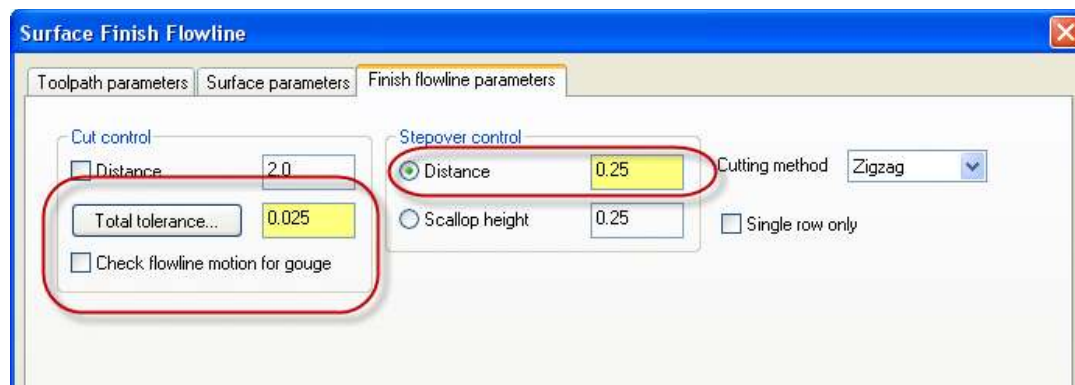 Surface Finish Flowline
Toolpath parameters Surface parameters Finish flowline parameters
Cut control
Distance 2.0
Total tolerance... 0.025
Check flowline motion for gouge
Stepover control
Distance 0.25
Scallop height 0.25
Cutting method Zigzag
Single row only